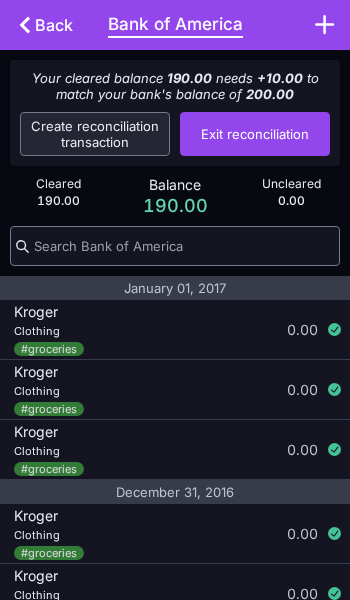 Back
Bank of America
Your cleared balance 190.00 needs +10.00 to
match your bank's balance of 200.00
Create reconciliation
transaction
Exit reconciliation
Cleared
Balance
Uncleared
190.00
190.00
0.00
Search Bank of America
January 01, 2017
Kroger
Clothing
0.00
#groceries
Kroger
Clothing
0.00
#groceries
Kroger
Clothing
0.00
#groceries
December 31, 2016
Kroger
Clothing
0.00
#groceries
Kroger
Clothing
0.00